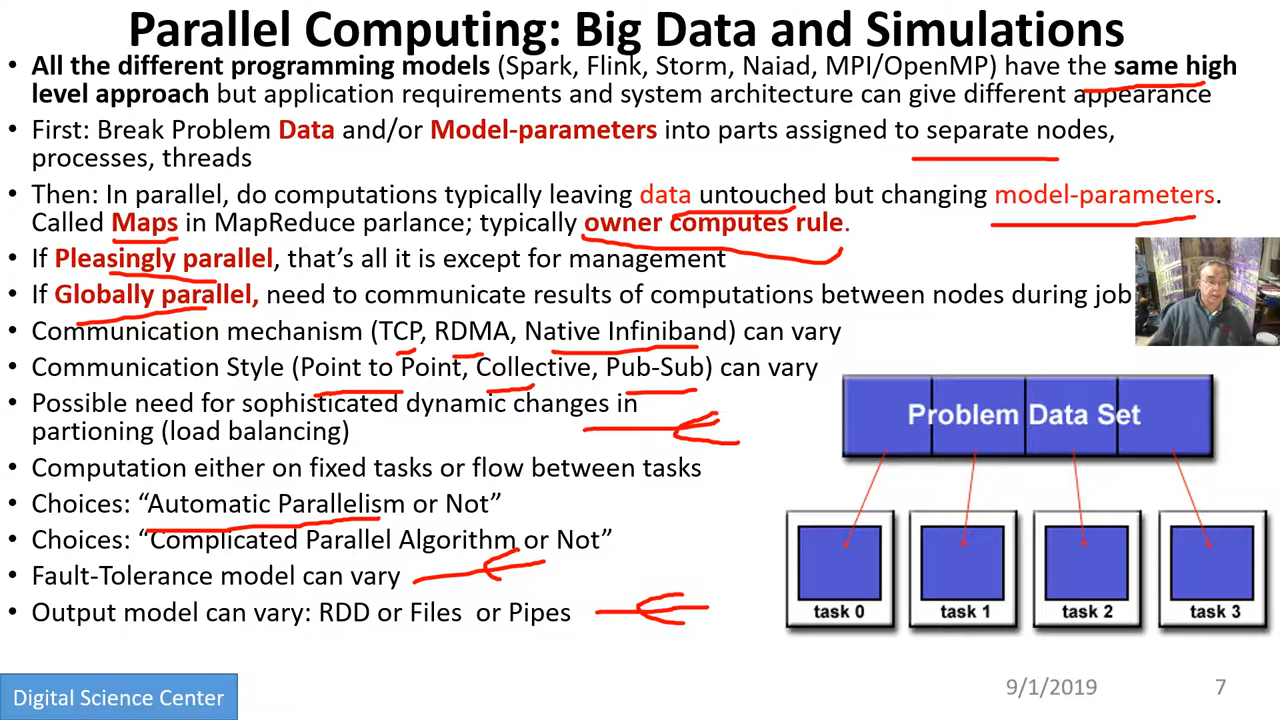 Parallel Computing: Big Data and Simulations
• All the different programming models (Spark, Flink, Storm, Naiad, MPI/OpenMP) have the same high
level approach but application requirements and system architecture can give different appearance
• First: Break Problem Data and/or Model-parameters into parts assigned to separate nodes,
processes, threads
• Then: In parallel, do computations typically leaving data untouched but changing model-parameters.
Called Maps in MapReduce parlance; typically owner computes rule.
• If Pleasingly parallel, that's all it is except for management
• If Globally parallel, need to communicate results of computations between nodes during job
• Communication mechanism (TCP, RDMA, Native Infiniband) can vary
• Communication Style (Point to Point, Collective, Pub-Sub) can vary
• Possible need for sophisticated dynamic changes in
partioning (load balancing)
• Computation either on fixed tasks or flow between tasks
• Choices: “Automatic Parallelism or Not”
• Choices: “Complicated Parallel Algorithm or Not”
• Fault-Tolerance model can vary
• Output model can vary: RDD or Files or Pipes
Problem Data Set
task 0
task 1
task 2
task 3
Digital Science Center
9/1/2019
7